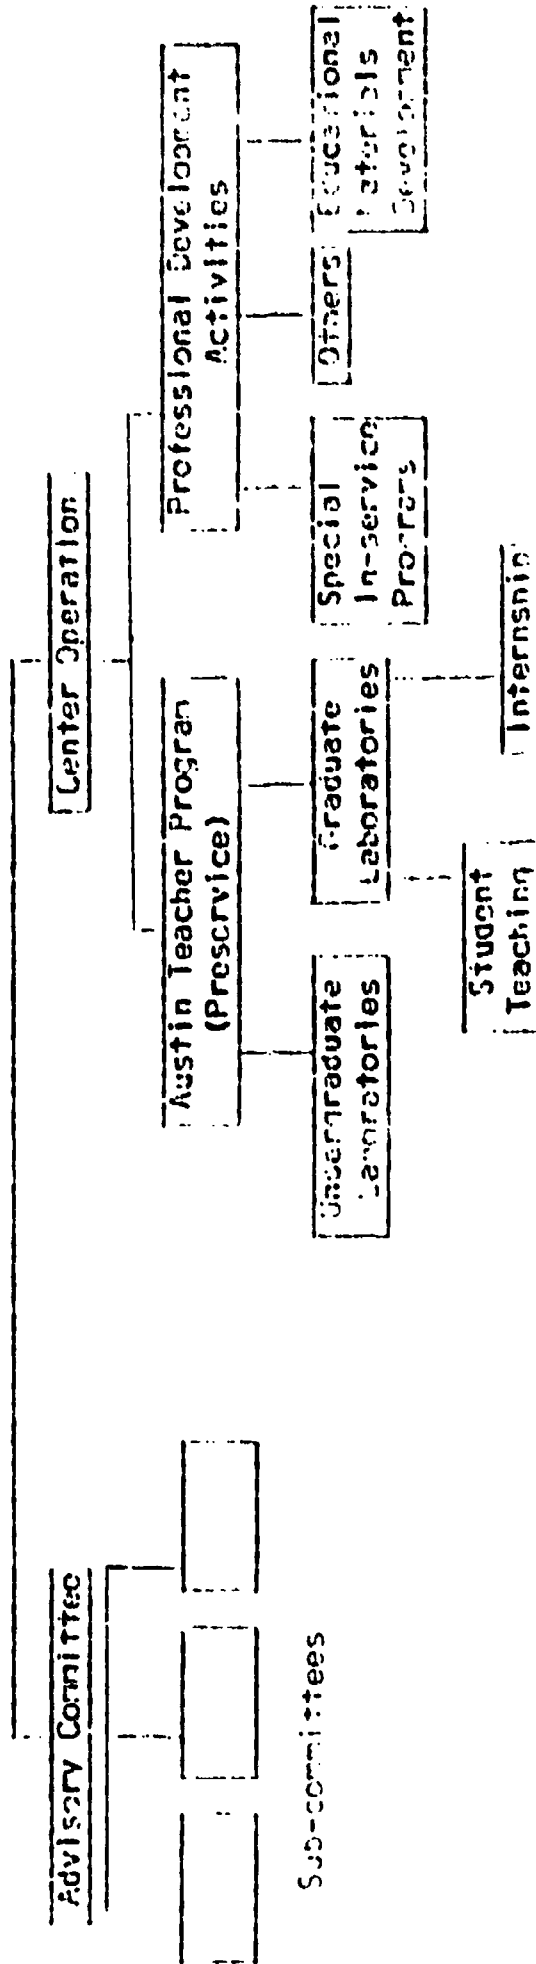 Advisory Committee
Center Operation
Austin Teacher Program
(Preservice)
Professional Development
Activities
Undergraduate
Laboratories
Graduate
Laboratories
Special
In-service
Programs
Others
Educational
Materials
Development
Sub-committees
Student
Teaching
Internship